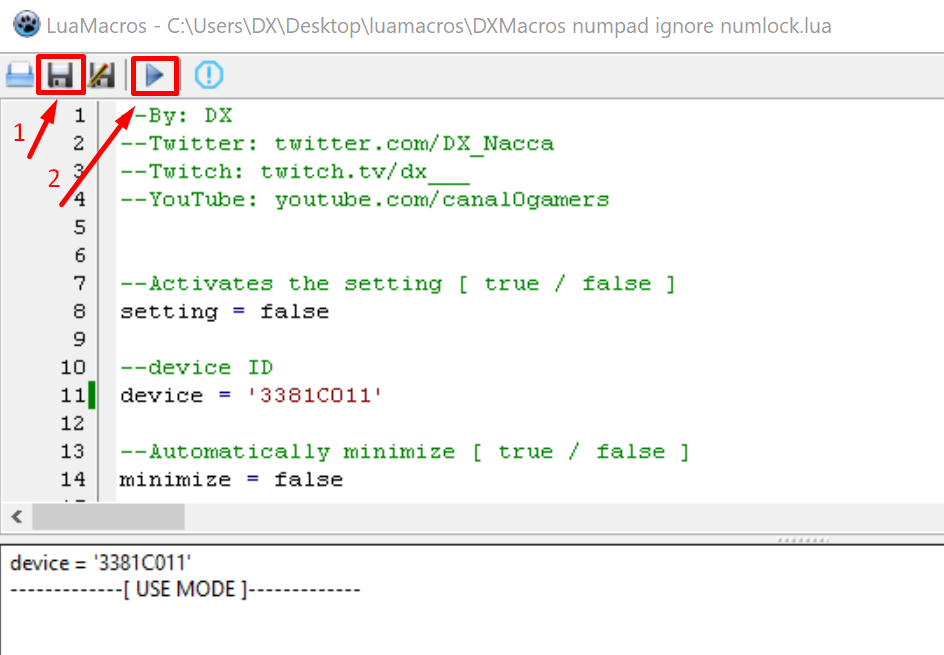 LuaMacros - C:\Users\DX\Desktop\luamacros\DXMacros numpad ignore numlock.lua
1
2
1 --By: DX
2 --Twitter: twitter.com/DX_Nacca
3 --Twitch: twitch.tv/dx___
4 --YouTube: youtube.com/canal0gamers
5
6
7 --Activates the setting [ true / false ]
8 setting = false
9
10 --device ID
11 device = '3381C011'
12
13 --Automatically minimize [ true / false ]
14 minimize = false
device = '3381C011'
-------------[ USE MODE ]-------------